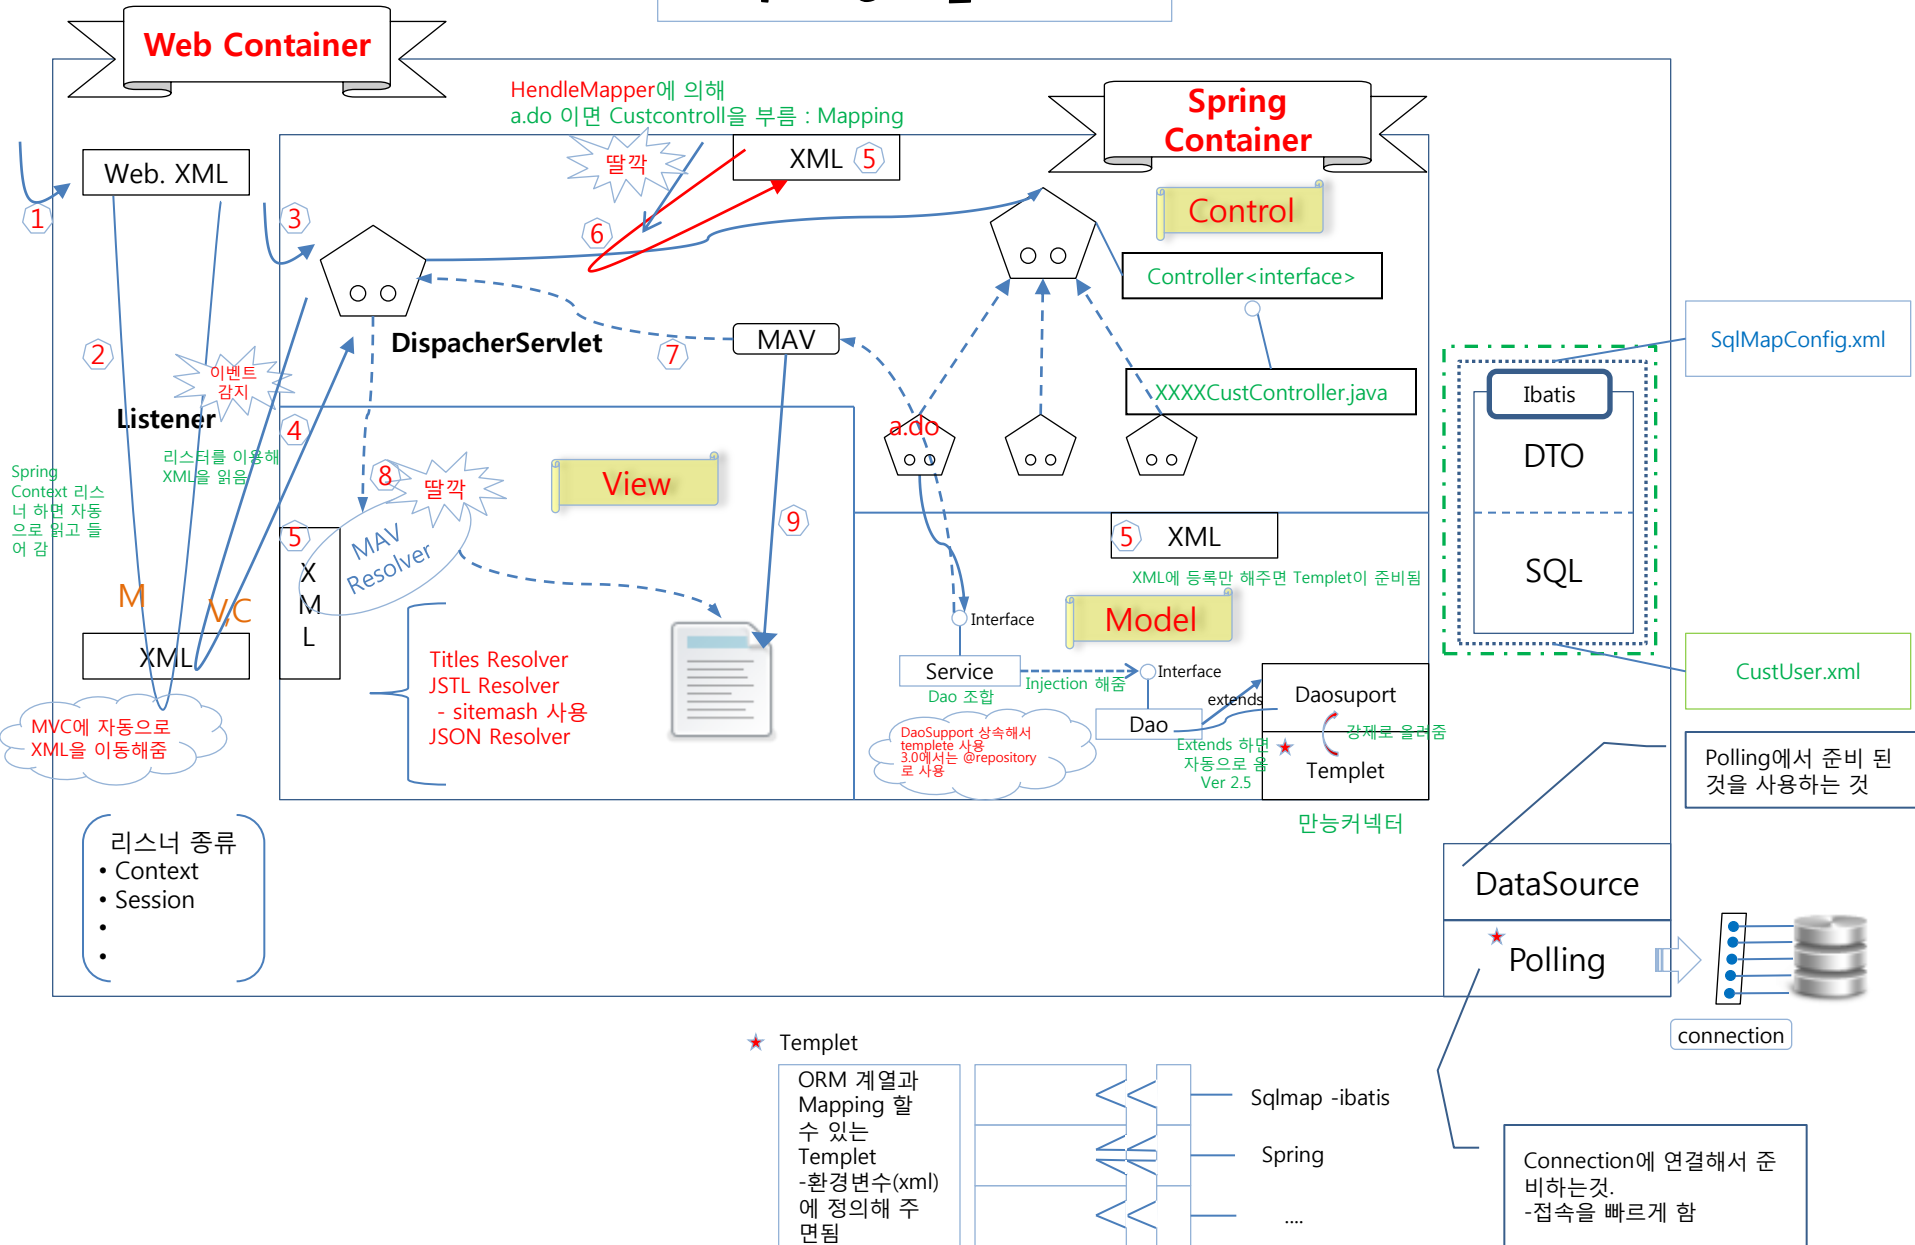 Web Container
HendleMapper에 의해
a.do 이면 Custcontroll을 부름 : Mapping
Spring
Container
Web. XML
딸깍
XML
5
1
3
6
Control
Controller<interface>
DispacherServlet
MAV
7
2
이벤트
감지
Listener
XXXXCustController.java
SqlMapConfig.xml
Ibatis
DTO
SQL
CustUser.xml
4
리스터를 이용해
XML을 읽음
Spring
Context 리스
너 하면 자동
으로 읽고 들
어 감
a.do
8
딸깍
View
9
5
MAV
Resolver
X
M
L
5
XML
XML에 등록만 해주면 Templet이 준비됨
M
V,C
XML
Interface
Model
Titles Resolver
JSTL Resolver
- sitemash 사용
JSON Resolver
Service
Dao 조합
Injection 해줌
Interface
extends
Dao
Daosuport
강제로 올려줌
Templet
Extends 하면
자동으로 옴
Ver 2.5
DaoSupport 상속해서
templete 사용
3.0에서는 @repository
로 사용
MVC에 자동으로
XML을 이동해줌
만능커넥터
Polling에서 준비 된
것을 사용하는 것
리스너 종류
• Context
• Session
•
•
DataSource
Polling
connection
Templet
ORM 계열과
Mapping 할
수 있는
Templet
-환경변수(xml)
에 정의해 주
면됨
Sqlmap -ibatis
Spring
....
Connection에 연결해서 준
비하는것.
-접속을 빠르게 함